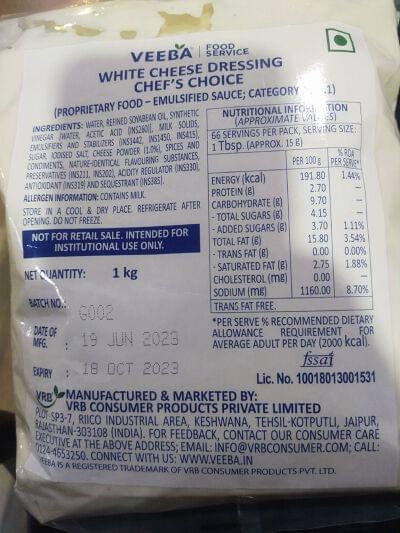 VEEBA FOOD SERVICE
WHITE CHEESE DRESSING
CHEF'S CHOICE
(PROPRIETARY FOOD – EMULSIFIED SAUCE; CATEGORY 1)
INGREDIENTS: WATER, REFINED SOYABEAN OIL, SYNTHETIC
VINEGAR [WATER, ACETIC ACID (INS260)], MILK SOLIDS,
EMULSIFIERS AND STABILIZERS (INS1442, INS1450, INS415),
SUGAR, IODISED SALT, CHEESE POWDER (1.0%), SPICES AND
CONDIMENTS, NATURE-IDENTICAL FLAVOURING SUBSTANCES,
PRESERVATIVES (INS211, INS202), ACIDITY REGULATOR (INS330),
ANTIOXIDANT (INS319) AND SEQUESTRANT (INS385).
ALLERGEN INFORMATION: CONTAINS MILK.
STORE IN A COOL & DRY PLACE. REFRIGERATE AFTER
OPENING. DO NOT FREEZE.
NOT FOR RETAIL SALE. INTENDED FOR
INSTITUTIONAL USE ONLY.
NET QUANTITY: 1 kg
BATCH NO.: G002
DATE OF
MFG. : 19 JUN 2023
EXPIRY : 18 OCT 2023
NUTRITIONAL INFORMATION
(APPROXIMATE VALUES)
66 SERVINGS PER PACK, SERVING SIZE:
1 Tbsp. (APPROX. 15 g)
PER 100 g % RDA PER SERVE*
ENERGY (kcal) 191.80 1.44%
PROTEIN (g) 2.70 —
CARBOHYDRATE (g) 9.70 —
- TOTAL SUGARS (g) 4.15 —
- ADDED SUGARS (g) 3.70 1.11%
TOTAL FAT (g) 15.80 3.54%
- TRANS FAT (g) 0.00 0.00%
- SATURATED FAT (g) 2.75 1.88%
CHOLESTEROL (mg) 0.00 —
SODIUM (mg) 1160.00 8.70%
TRANS FAT FREE.
*PER SERVE % RECOMMENDED DIETARY
ALLOWANCE REQUIREMENT FOR
AVERAGE ADULT PER DAY (2000 kcal).
fssai
Lic. No. 10018013001531
VRB MANUFACTURED & MARKETED BY:
VRB CONSUMER PRODUCTS PRIVATE LIMITED
PLOT SP3-7, RIICO INDUSTRIAL AREA, KESHWANA, TEHSIL-KOTPUTLI, JAIPUR,
RAJASTHAN-303108 (INDIA). FOR FEEDBACK, CONTACT OUR CONSUMER CARE
EXECUTIVE AT THE ABOVE ADDRESS; EMAIL: INFO@VRBCONSUMER.COM; CALL:
0124-4653250. CONNECT WITH US: WWW.VEEBA.IN
VEEBA IS A REGISTERED TRADEMARK OF VRB CONSUMER PRODUCTS PVT. LTD.